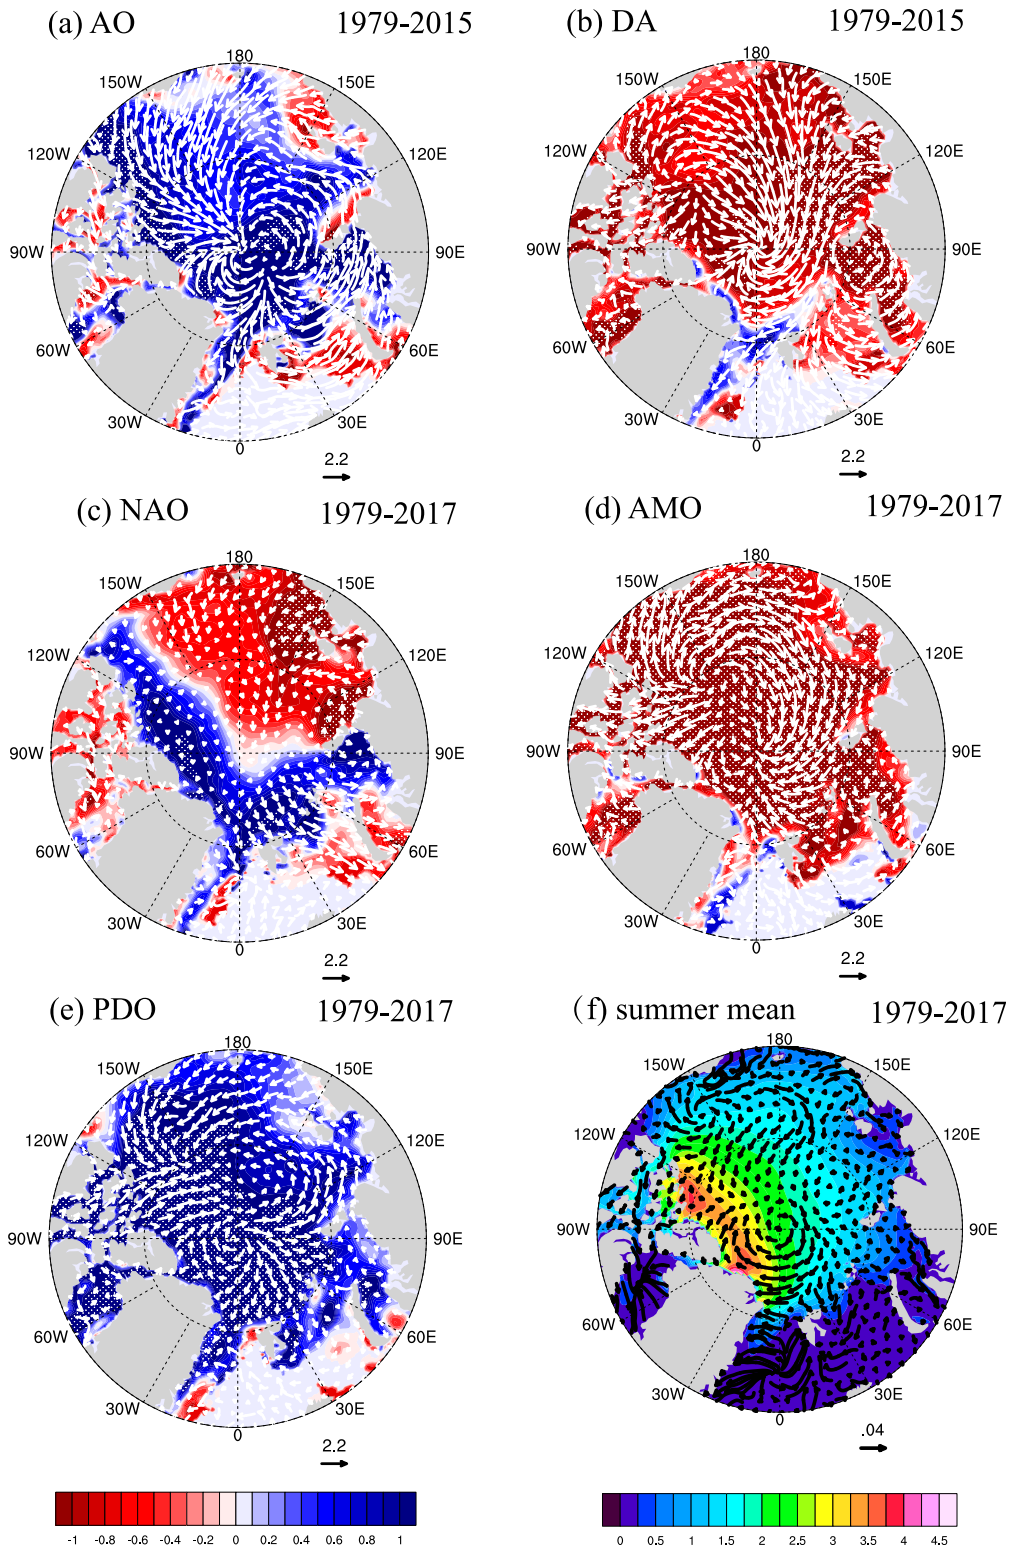 (a) AO 1979-2015
(b) DA 1979-2015
180
150W 150E
120W 120E
90W 90E
60W 60E
30W 30E
0
2.2
180
150W 150E
120W 120E
90W 90E
60W 60E
30W 30E
0
2.2
(c) NAO 1979-2017
(d) AMO 1979-2017
180
150W 150E
120W 120E
90W 90E
60W 60E
30W 30E
0
2.2
180
150W 150E
120W 120E
90W 90E
60W 60E
30W 30E
0
2.2
(e) PDO 1979-2017
(f) summer mean 1979-2017
180
150W 150E
120W 120E
90W 90E
60W 60E
30W 30E
0
2.2
180
150W 150E
120W 120E
90W 90E
60W 60E
30W 30E
0
.04
-1 -0.8 -0.6 -0.4 -0.2 0 0.2 0.4 0.6 0.8 1
0 0.5 1 1.5 2 2.5 3 3.5 4 4.5